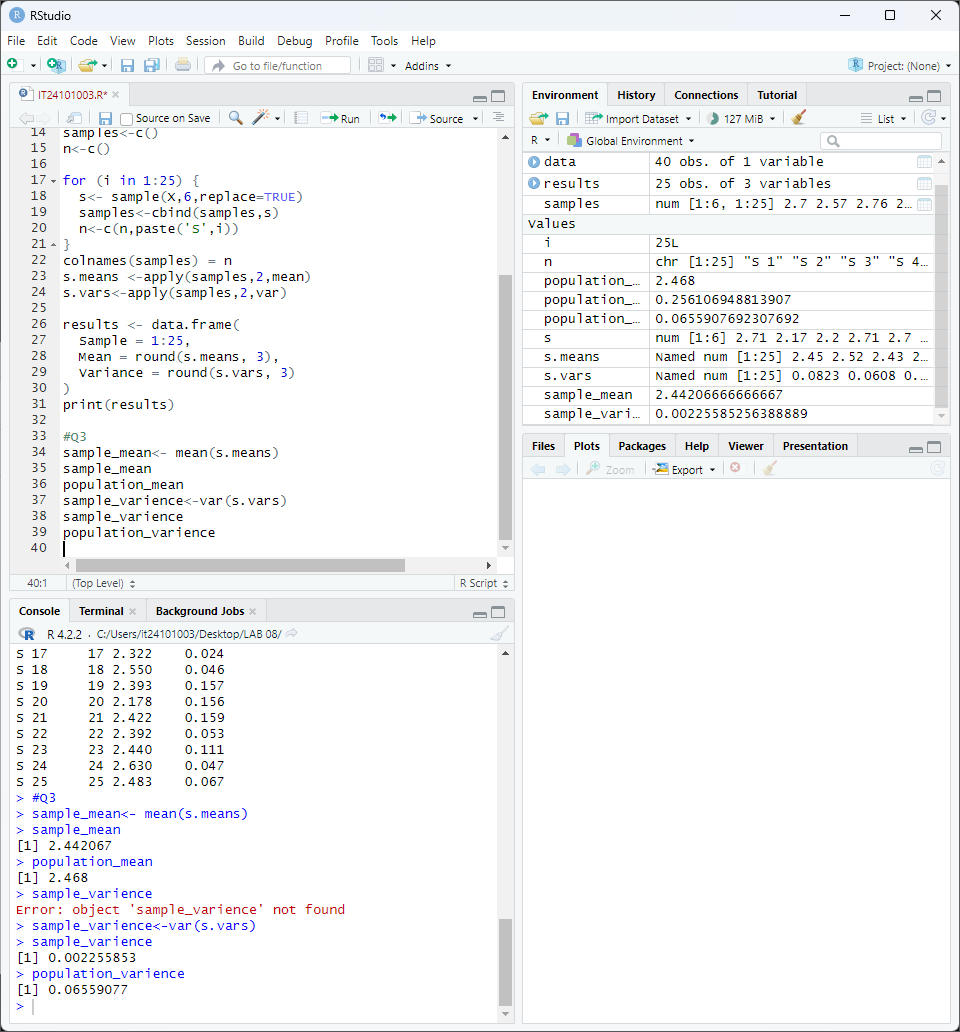 RStudio
File Edit Code View Plots Session Build Debug Profile Tools Help
Go to file/function Addins Project: (None)
IT24101003.R*
Source on Save Run Source
14 samples<-c()
15 n<-c()
16
17 for (i in 1:25) {
18 s<- sample(X,6,replace=TRUE)
19 samples<-cbind(samples,s)
20 n<-c(n,paste('S',i))
21 }
22 colnames(samples) = n
23 s.means <-apply(samples,2,mean)
24 s.vars<-apply(samples,2,var)
25
26 results <- data.frame(
27 Sample = 1:25,
28 Mean = round(s.means, 3),
29 Variance = round(s.vars, 3)
30 )
31 print(results)
32
33 #Q3
34 sample_mean<- mean(s.means)
35 sample_mean
36 population_mean
37 sample_varience<-var(s.vars)
38 sample_varience
39 population_varience
40
40:1 (Top Level) R Script
Console Terminal Background Jobs
R 4.2.2 · C:/Users/it24101003/Desktop/LAB 08/
S 17 17 2.322 0.024
S 18 18 2.550 0.046
S 19 19 2.393 0.157
S 20 20 2.178 0.156
S 21 21 2.422 0.159
S 22 22 2.392 0.053
S 23 23 2.440 0.111
S 24 24 2.630 0.047
S 25 25 2.483 0.067
> #Q3
> sample_mean<- mean(s.means)
> sample_mean
[1] 2.442067
> population_mean
[1] 2.468
> sample_varience
Error: object 'sample_varience' not found
> sample_varience<-var(s.vars)
> sample_varience
[1] 0.002255853
> population_varience
[1] 0.06559077
>
Environment History Connections Tutorial
Import Dataset 127 MiB List
R Global Environment
data 40 obs. of 1 variable
results 25 obs. of 3 variables
samples num [1:6, 1:25] 2.7 2.57 2.76 2...
Values
i 25L
n chr [1:25] "S 1" "S 2" "S 3" "S 4...
population_... 2.468
population_... 0.256106948813907
population_... 0.0655907692307692
s num [1:6] 2.71 2.17 2.2 2.71 2.7 ...
s.means Named num [1:25] 2.45 2.52 2.43 2...
s.vars Named num [1:25] 0.0823 0.0608 0...
sample_mean 2.44206666666667
sample_vari... 0.00225585256388889
Files Plots Packages Help Viewer Presentation
Zoom Export